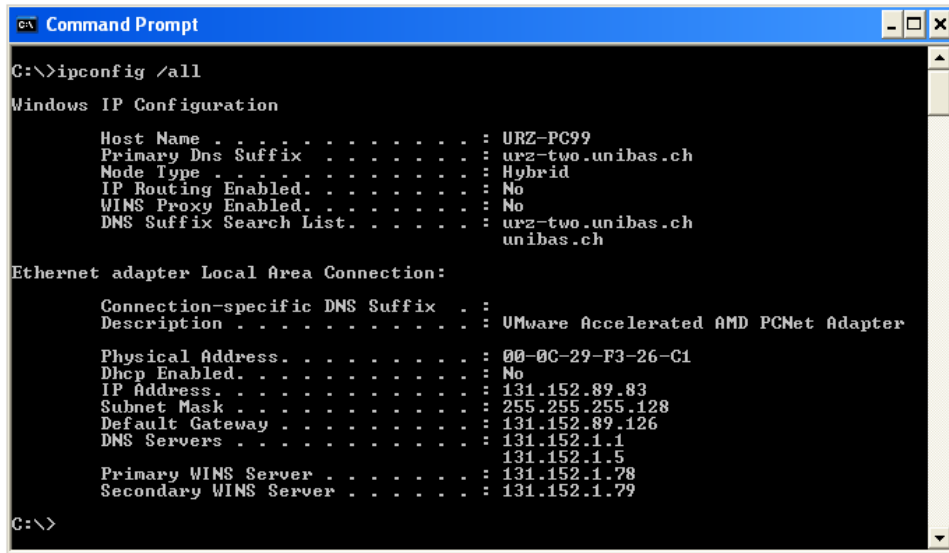 Command Prompt
C:\>ipconfig /all
Windows IP Configuration
Host Name . . . . . . . . . . . . : URZ-PC99
Primary Dns Suffix . . . . . . . : urz-two.unibas.ch
Node Type . . . . . . . . . . . . : Hybrid
IP Routing Enabled. . . . . . . . : No
WINS Proxy Enabled. . . . . . . . : No
DNS Suffix Search List. . . . . . : urz-two.unibas.ch
unibas.ch
Ethernet adapter Local Area Connection:
Connection-specific DNS Suffix . :
Description . . . . . . . . . . . : VMware Accelerated AMD PCNet Adapter
Physical Address. . . . . . . . . : 00-0C-29-F3-26-C1
Dhcp Enabled. . . . . . . . . . . : No
IP Address. . . . . . . . . . . . : 131.152.89.83
Subnet Mask . . . . . . . . . . . : 255.255.255.128
Default Gateway . . . . . . . . . : 131.152.89.126
DNS Servers . . . . . . . . . . . : 131.152.1.1
131.152.1.5
Primary WINS Server . . . . . . . : 131.152.1.78
Secondary WINS Server . . . . . . : 131.152.1.79
C:\>